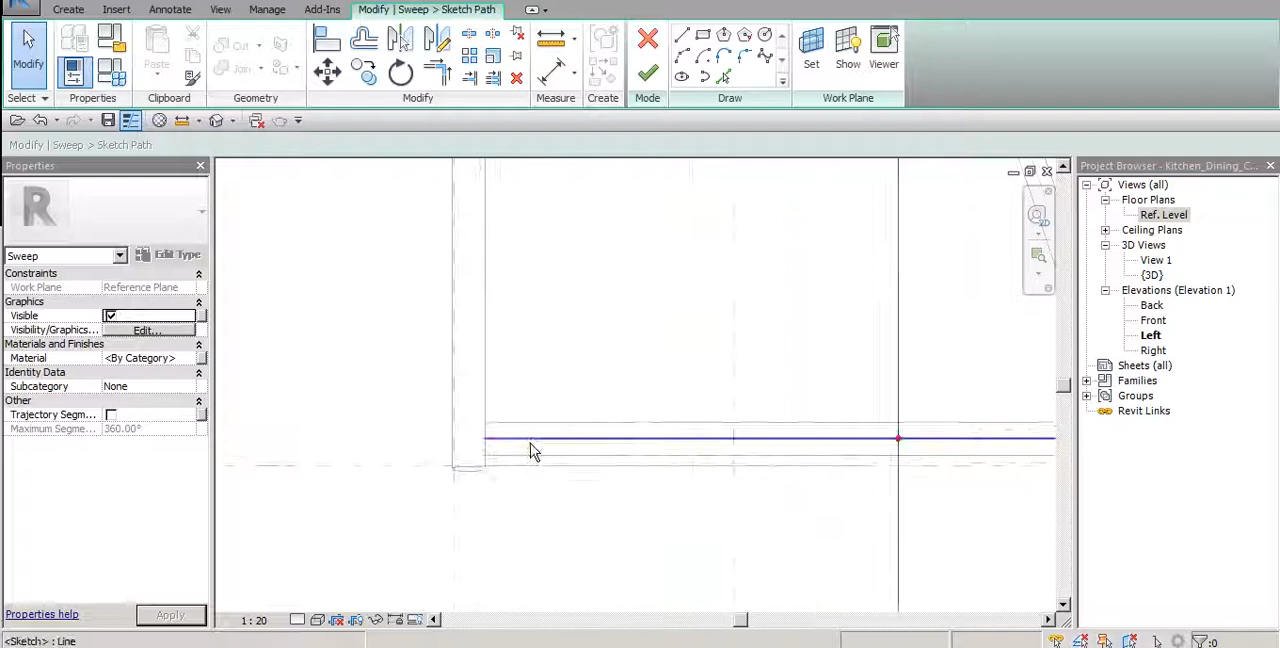 Create Insert Annotate View Manage Add-Ins Modify | Sweep > Sketch Path
Cut
Modify Paste Join Set Show Viewer
Select Properties Clipboard Geometry Modify Measure Create Mode Draw Work Plane
Modify | Sweep > Sketch Path
Properties
R
Sweep Edit Type
Constraints
Work Plane Reference Plane
Graphics
Visible
Visibility/Graphics... Edit...
Materials and Finishes
Material <By Category>
Identity Data
Subcategory None
Other
Trajectory Segm...
Maximum Segme... 360.00°
Properties help Apply
2D
1 : 20
Project Browser - Kitchen_Dining_C...
Views (all)
Floor Plans
Ref. Level
Ceiling Plans
3D Views
View 1
{3D}
Elevations (Elevation 1)
Back
Front
Left
Right
Sheets (all)
Families
Groups
Revit Links
<Sketch> : Line
:0